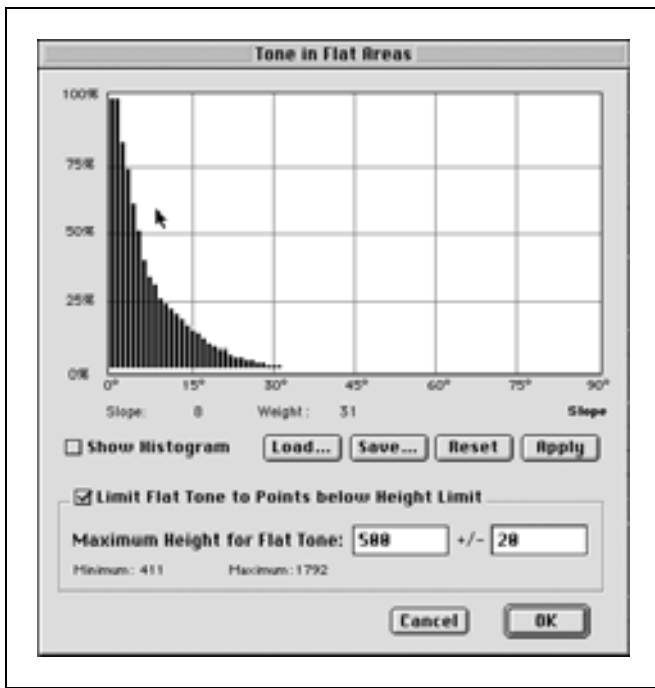 Tone in Flat Areas
100%
75%
50%
25%
0%
0° 15° 30° 45° 60° 75° 90°
Slope: 8 Weight: 31 Slope
Show Histogram Load... Save... Reset Apply
Limit Flat Tone to Points below Height Limit
Maximum Height for Flat Tone: 500 +/- 20
Minimum: 411 Maximum: 1792
Cancel OK